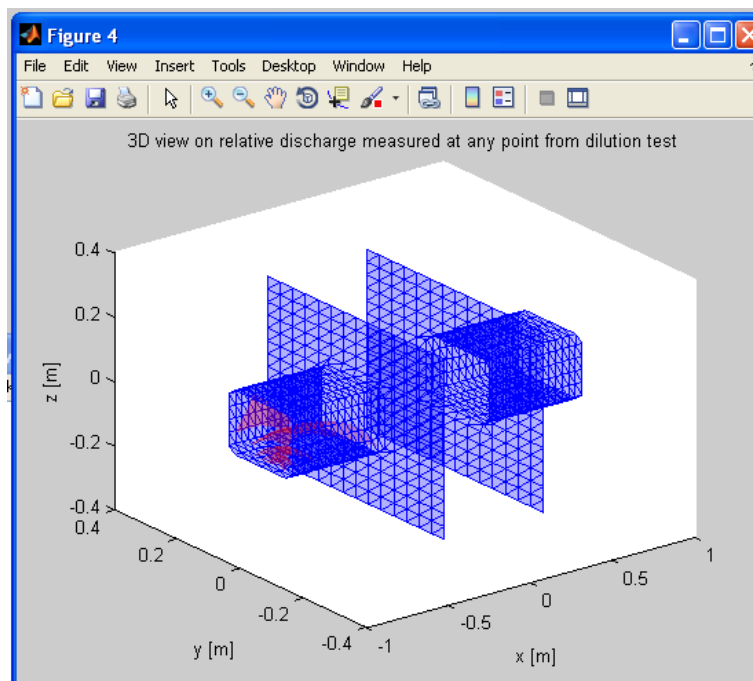 Figure 4
File Edit View Insert Tools Desktop Window Help
3D view on relative discharge measured at any point from dilution test
0.4
0.2
0
-0.2
-0.4
z [m]
0.4
0.2
0
-0.2
-0.4
y [m]
-1
-0.5
0
0.5
1
x [m]